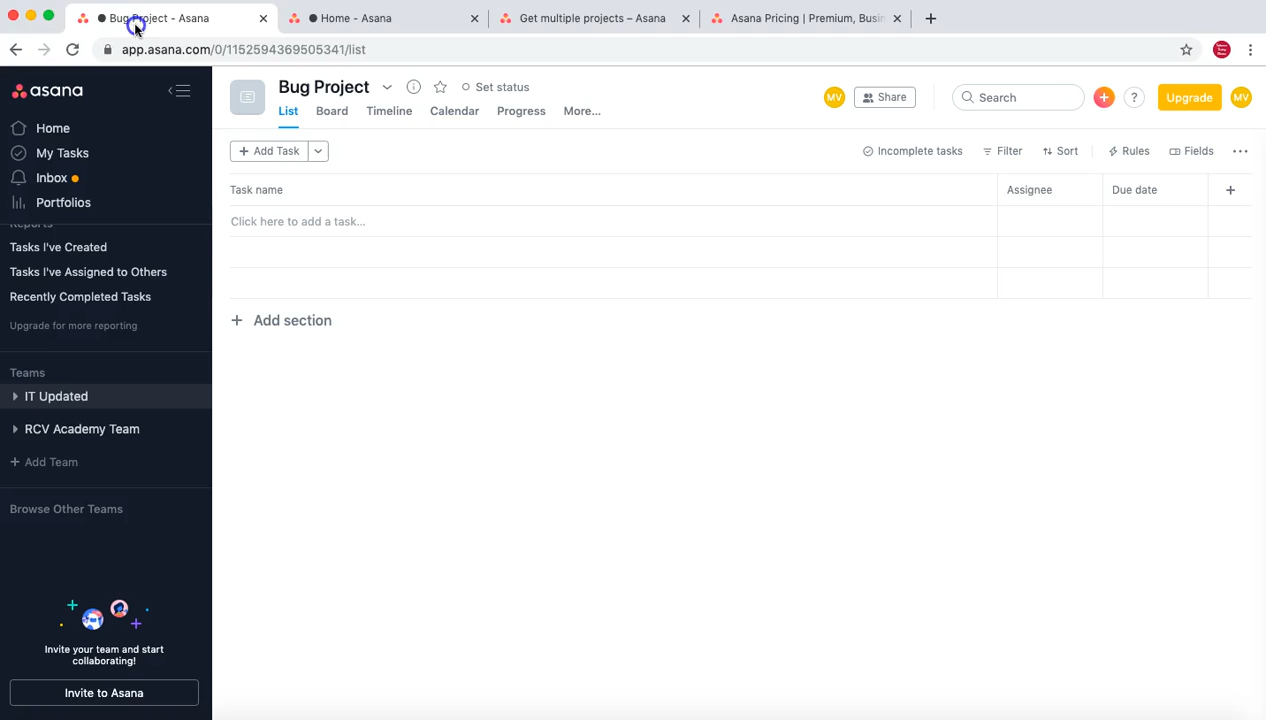 Bug Project - Asana
Home - Asana
Get multiple projects – Asana
Asana Pricing | Premium, Busin
app.asana.com/0/1152594369505341/list
asana
Bug Project
Set status
MV
Share
Search
?
Upgrade
MV
List
Board
Timeline
Calendar
Progress
More...
Home
My Tasks
Inbox
Portfolios
Reports
Tasks I've Created
Tasks I've Assigned to Others
Recently Completed Tasks
Upgrade for more reporting
Teams
IT Updated
RCV Academy Team
+ Add Team
Browse Other Teams
Invite your team and start
collaborating!
Invite to Asana
+ Add Task
Incomplete tasks
Filter
Sort
Rules
Fields
Task name
Assignee
Due date
+
Click here to add a task...
+ Add section